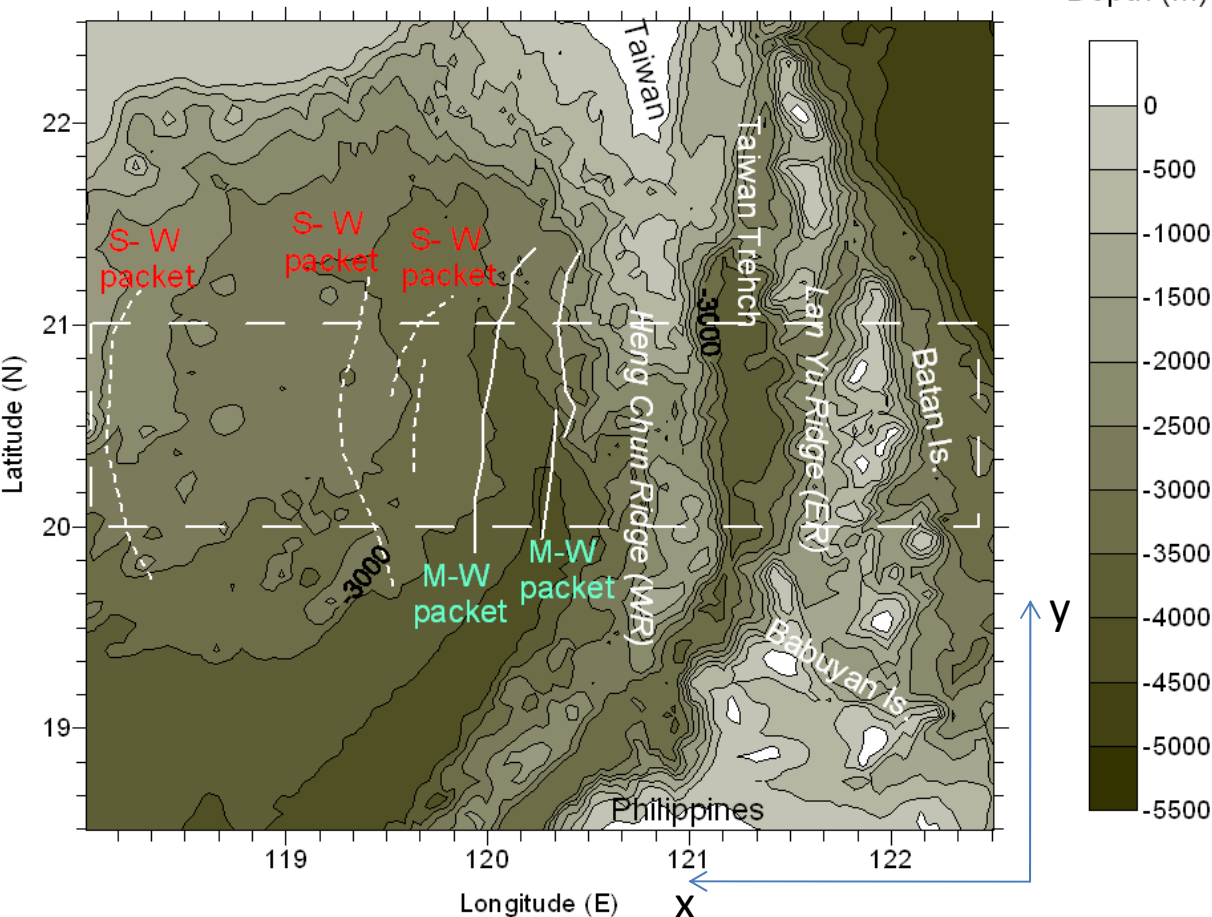 Depth (m)
Taiwan
0
22
Taiwan Trehch
-500
S- W
packet
S- W
packet
S- W
packet
-1000
-1500
21
-3000
Heng Chun Ridge (WR)
Lan Yu Ridge (ER)
Batan Is.
-2000
-2500
Latitude (N)
-3000
20
-3500
M-W
packet
M-W
packet
-3000
y
-4000
Babuyan Is.
-4500
19
-5000
Philippines
-5500
119
120
121
122
Longitude (E)
x